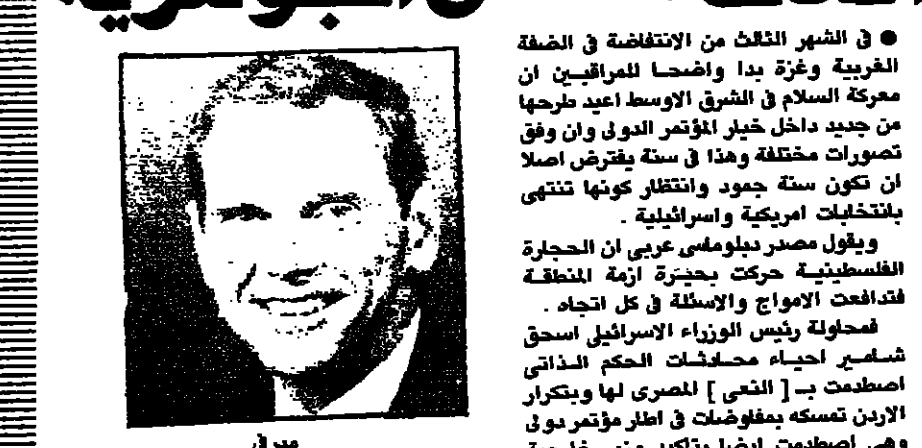 ● في الشهر الثالث من الانتفاضة في الضفة
الغربية وغزة بدا واضحا للمراقبين ان
معركة السلام في الشرق الاوسط اعيد طرحها
من جديد داخل خيار المؤتمر الدولي وان وفق
تصورات مختلفة وهذا في سنة يفترض اصلا
ان تكون سنة جمود وانتظار كونها تنتهي
بانتخابات امريكية واسرائيلية .
ويقول مصدر دبلوماسي عربي ان الحجارة
الفلسطينية حركت بحيرة ازمة المنطقة
فتدافعت الامواج والاسئلة في كل اتجاه .
فمحاولة رئيس الوزراء الاسرائيلي اسحق
شامير احياء محادثات الحكم الذاتي
اصطدمت بـ [ النعي ] المصري لها وبتكرار
الاردن تمسكه بمفاوضات في اطار مؤتمر دولي
وهي اصطدمت ايضا
ميرفي